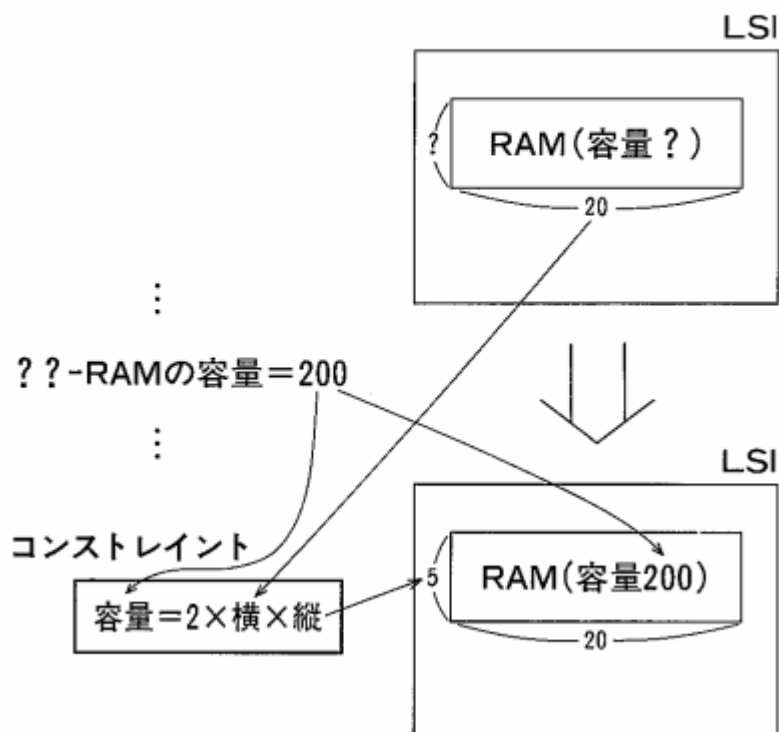 LSI
RAM(容量?)
?
20
⋮
??-RAMの容量=200
⋮
LSI
コンストレイント
容量=2×横×縦
5
RAM(容量200)
20